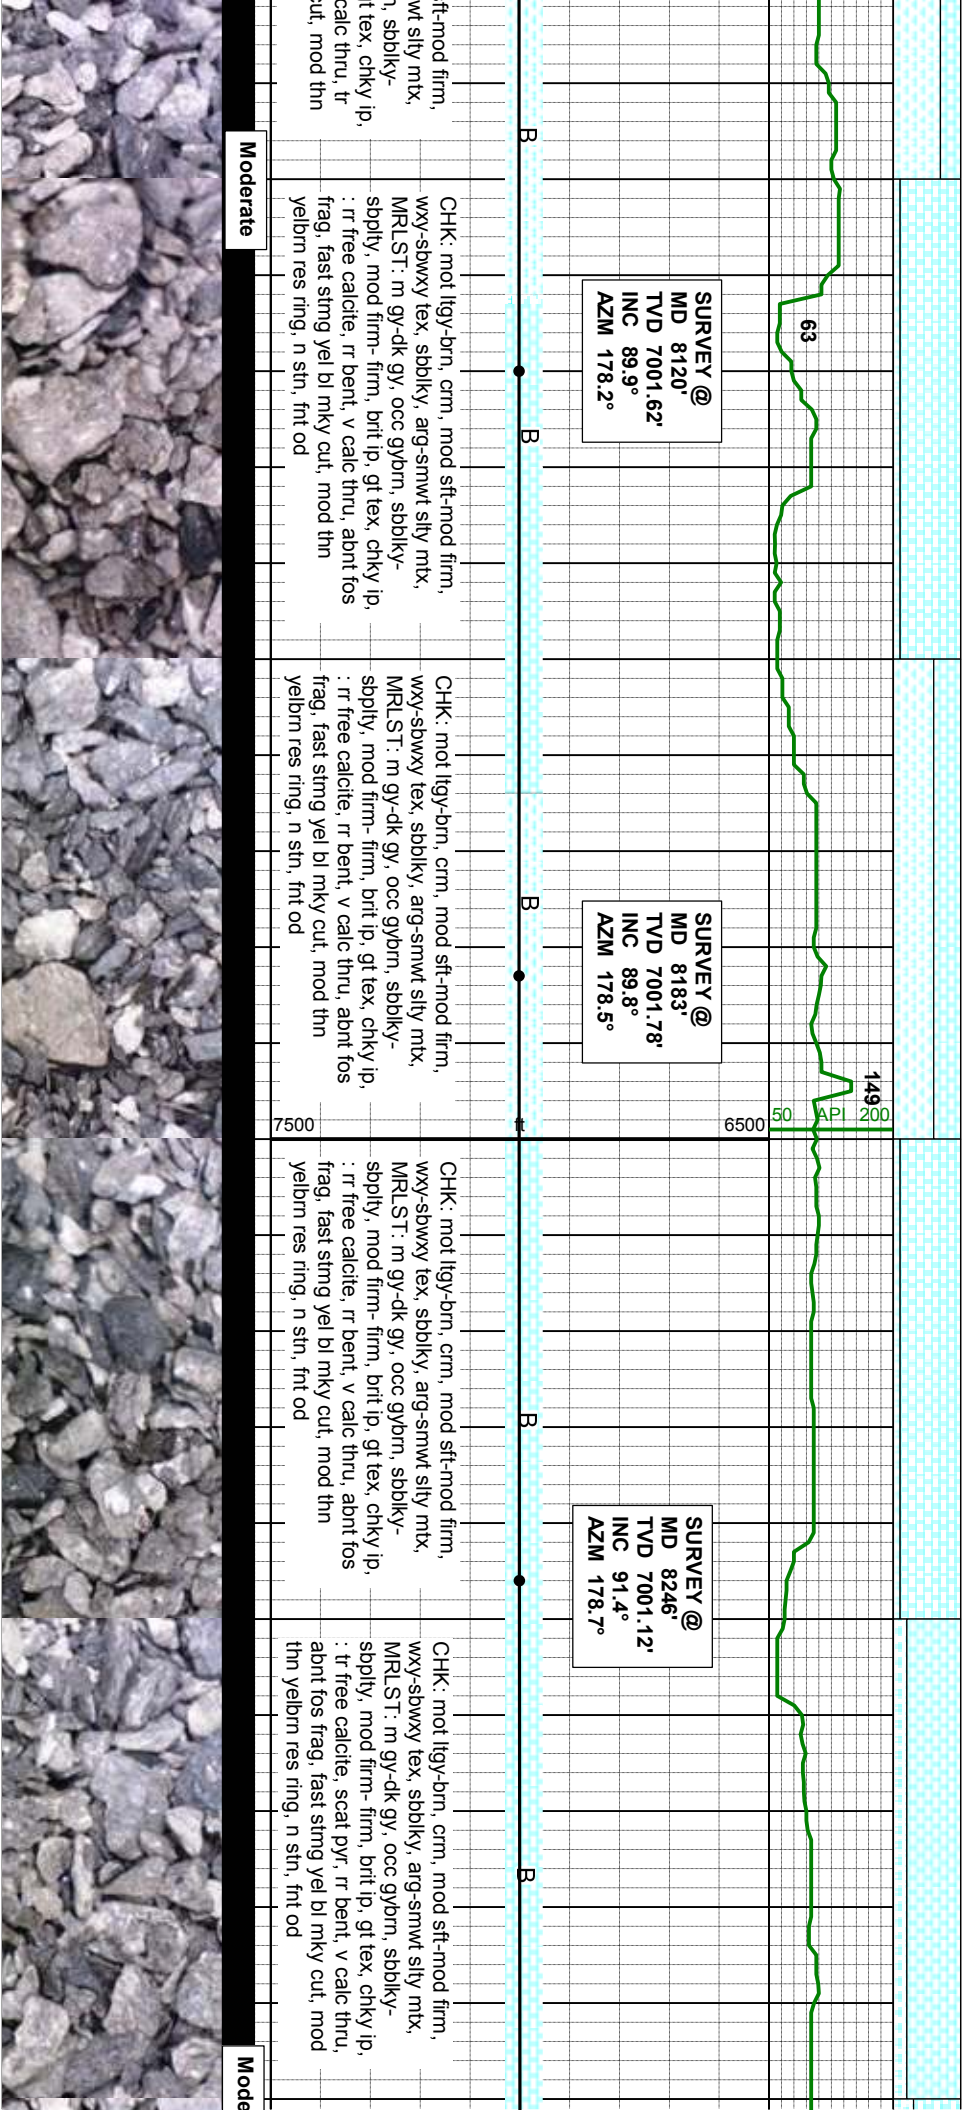 ft-mod firm,
wt slty mtx,
n, sbblky-
t tex, chky ip,
calc thru, tr
cut, mod thn
Moderate
B
CHK: mot ltgy-brn, crm, mod sft-mod firm,
wxy-sbwxy tex, sbblky, arg-smwt slty mtx,
MRLST: m gy-dk gy, occ gybrn, sbblky-
sbplty, mod firm- firm, brit ip, gt tex, chky ip,
: rr free calcite, rr bent, v calc thru, abnt fos
frag, fast stmg yel bl mky cut, mod thn
yelbrn res ring, n stn, fnt od
B
SURVEY @
MD 8120'
TVD 7001.62'
INC 89.9°
AZM 178.2°
63
CHK: mot ltgy-brn, crm, mod sft-mod firm,
wxy-sbwxy tex, sbblky, arg-smwt slty mtx,
MRLST: m gy-dk gy, occ gybrn, sbblky-
sbplty, mod firm- firm, brit ip, gt tex, chky ip,
: rr free calcite, rr bent, v calc thru, abnt fos
frag, fast stmg yel bl mky cut, mod thn
yelbrn res ring, n stn, fnt od
B
SURVEY @
MD 8183'
TVD 7001.78'
INC 89.8°
AZM 178.5°
149
7500 ft 6500
50 API 200
CHK: mot ltgy-brn, crm, mod sft-mod firm,
wxy-sbwxy tex, sbblky, arg-smwt slty mtx,
MRLST: m gy-dk gy, occ gybrn, sbblky-
sbplty, mod firm- firm, brit ip, gt tex, chky ip,
: rr free calcite, rr bent, v calc thru, abnt fos
frag, fast stmg yel bl mky cut, mod thn
yelbrn res ring, n stn, fnt od
B
SURVEY @
MD 8246'
TVD 7001.12'
INC 91.4°
AZM 178.7°
CHK: mot ltgy-brn, crm, mod sft-mod firm,
wxy-sbwxy tex, sbblky, arg-smwt slty mtx,
MRLST: m gy-dk gy, occ gybrn, sbblky-
sbplty, mod firm- firm, brit ip, gt tex, chky ip,
: tr free calcite, scat pyr, rr bent, v calc thru,
abnt fos frag, fast stmg yel bl mky cut, mod
thn yelbrn res ring, n stn, fnt od
B
Mode